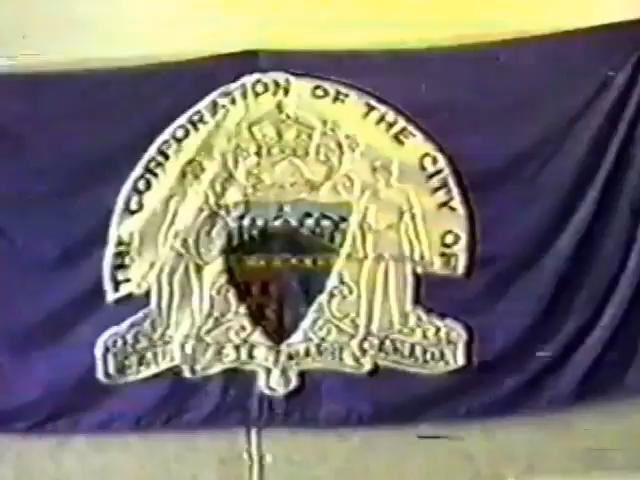 THE CORPORATION OF THE CITY OF
SAULT STE. MARIE CANADA